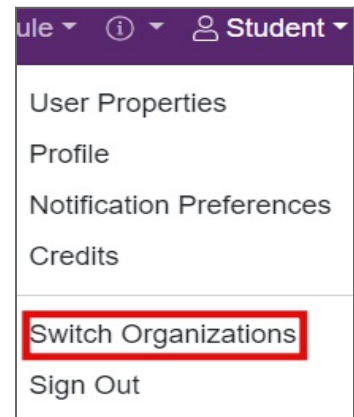 ule Student
User Properties
Profile
Notification Preferences
Credits
Switch Organizations
Sign Out